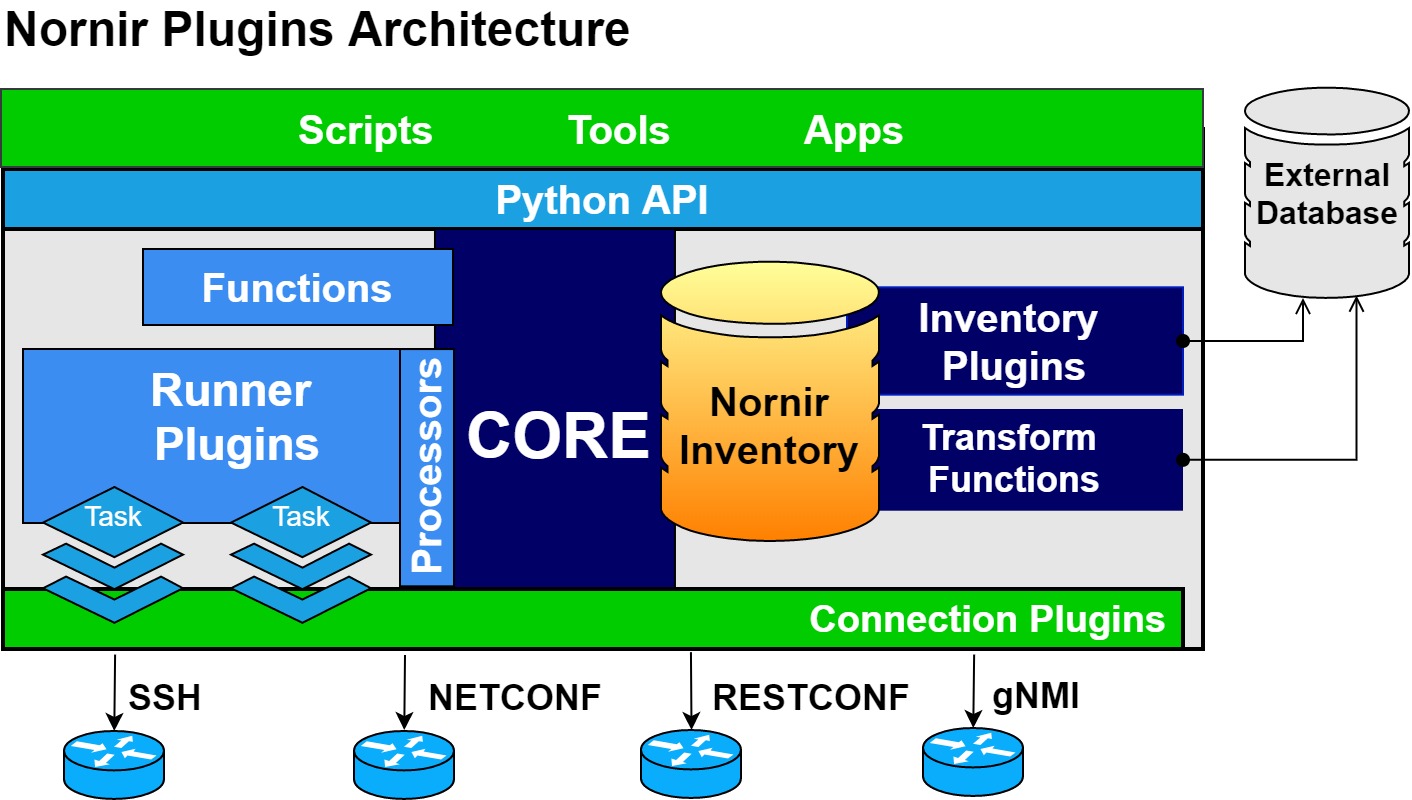 Nornir Plugins Architecture
Scripts Tools Apps
Python API
External
Database
Functions
Inventory
Plugins
Runner
Plugins
Processors
CORE
Nornir
Inventory
Transform
Functions
Task Task
Connection Plugins
SSH NETCONF RESTCONF gNMI